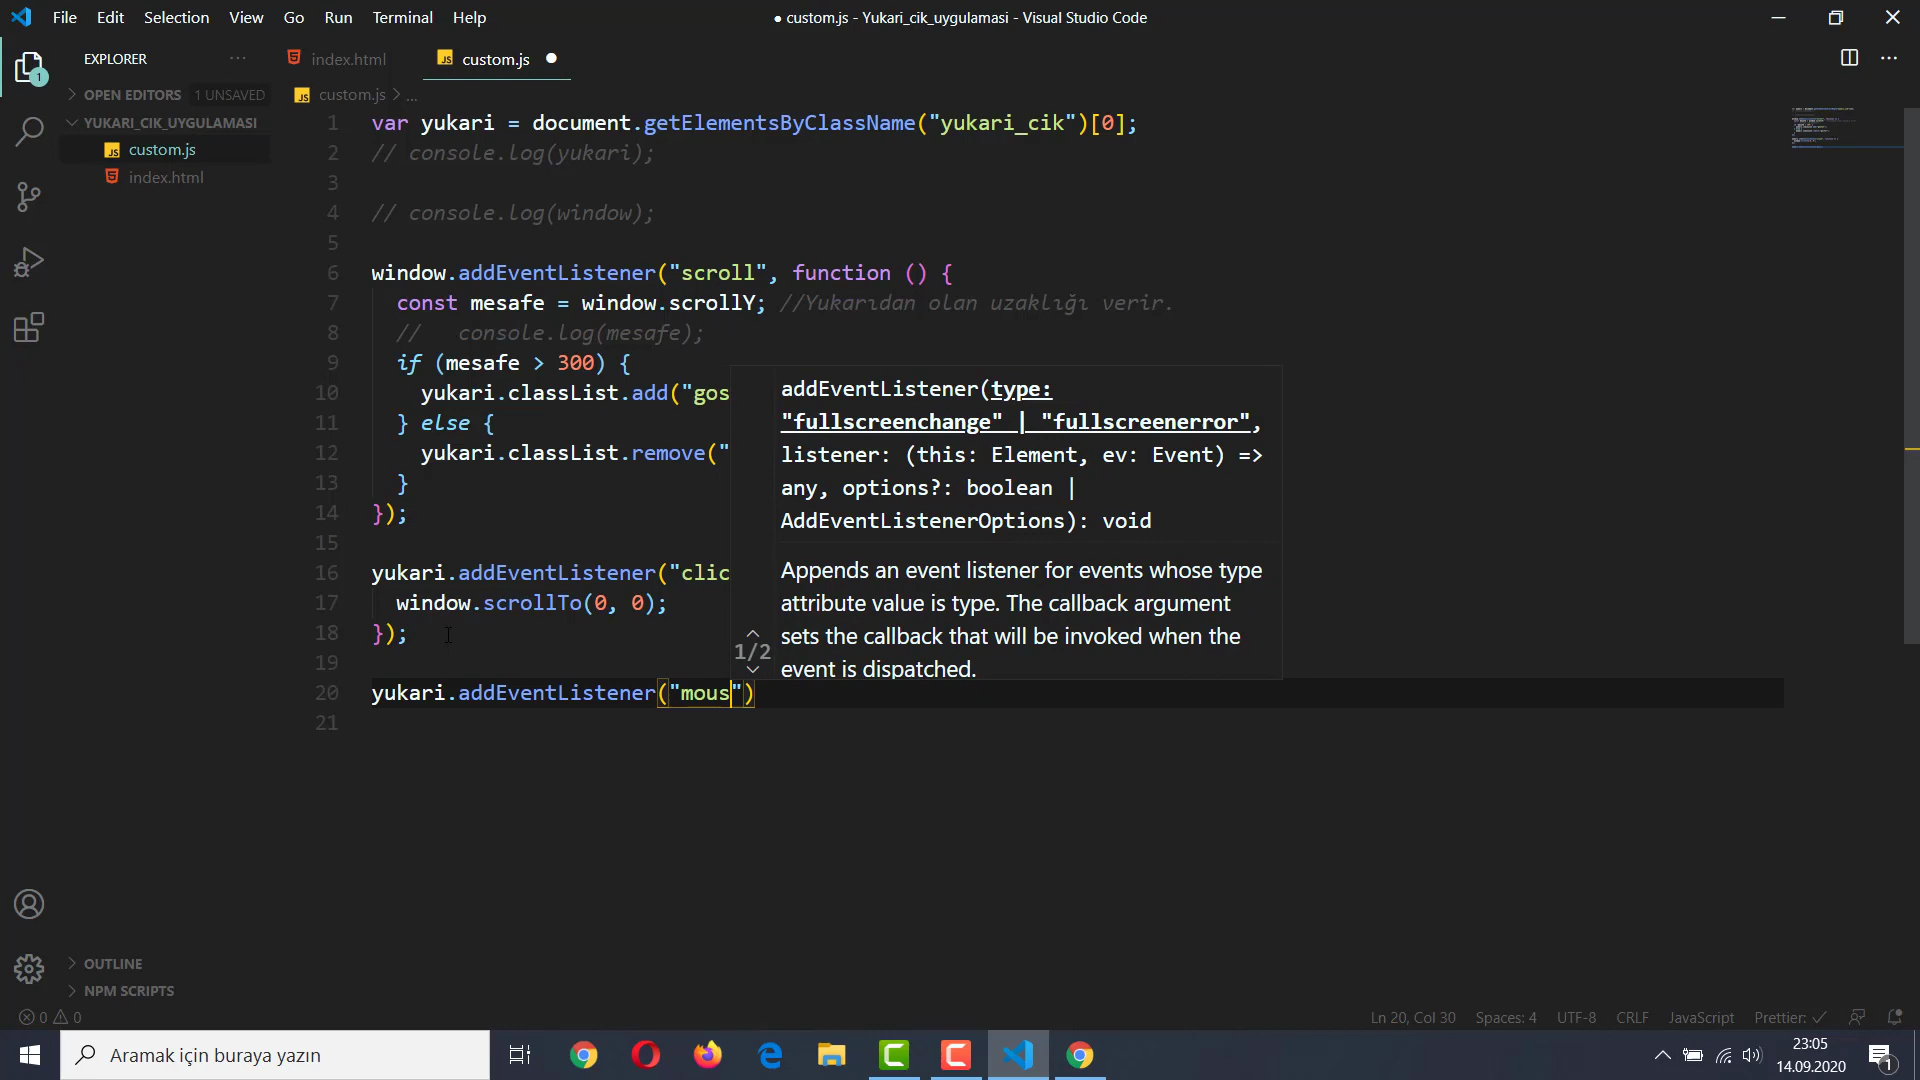 File Edit Selection View Go Run Terminal Help
● custom.js - Yukari_cik_uygulamasi - Visual Studio Code
EXPLORER ···
index.html
JS custom.js ●
OPEN EDITORS 1 UNSAVED
YUKARI_CIK_UYGULAMASI
JS custom.js
index.html
JS custom.js > ...
1 var yukari = document.getElementsByClassName("yukari_cik")[0];
2 // console.log(yukari);
3
4 // console.log(window);
5
6 window.addEventListener("scroll", function () {
7 const mesafe = window.scrollY; //Yukarıdan olan uzaklığı verir.
8 //   console.log(mesafe);
9 if (mesafe > 300) {
10 yukari.classList.add("gos
11 } else {
12 yukari.classList.remove("
13 }
14 });
15
16 yukari.addEventListener("clic
17 window.scrollTo(0, 0);
18 });
19
20 yukari.addEventListener("mous")
21
addEventListener(type:
"fullscreenchange" | "fullscreenerror",
listener: (this: Element, ev: Event) =>
any, options?: boolean |
AddEventListenerOptions): void
Appends an event listener for events whose type
attribute value is type. The callback argument
sets the callback that will be invoked when the
event is dispatched.
1/2
1
OUTLINE
NPM SCRIPTS
0 0
Ln 20, Col 30 Spaces: 4 UTF-8 CRLF JavaScript Prettier: ✓
Aramak için buraya yazın
23:05
14.09.2020
1